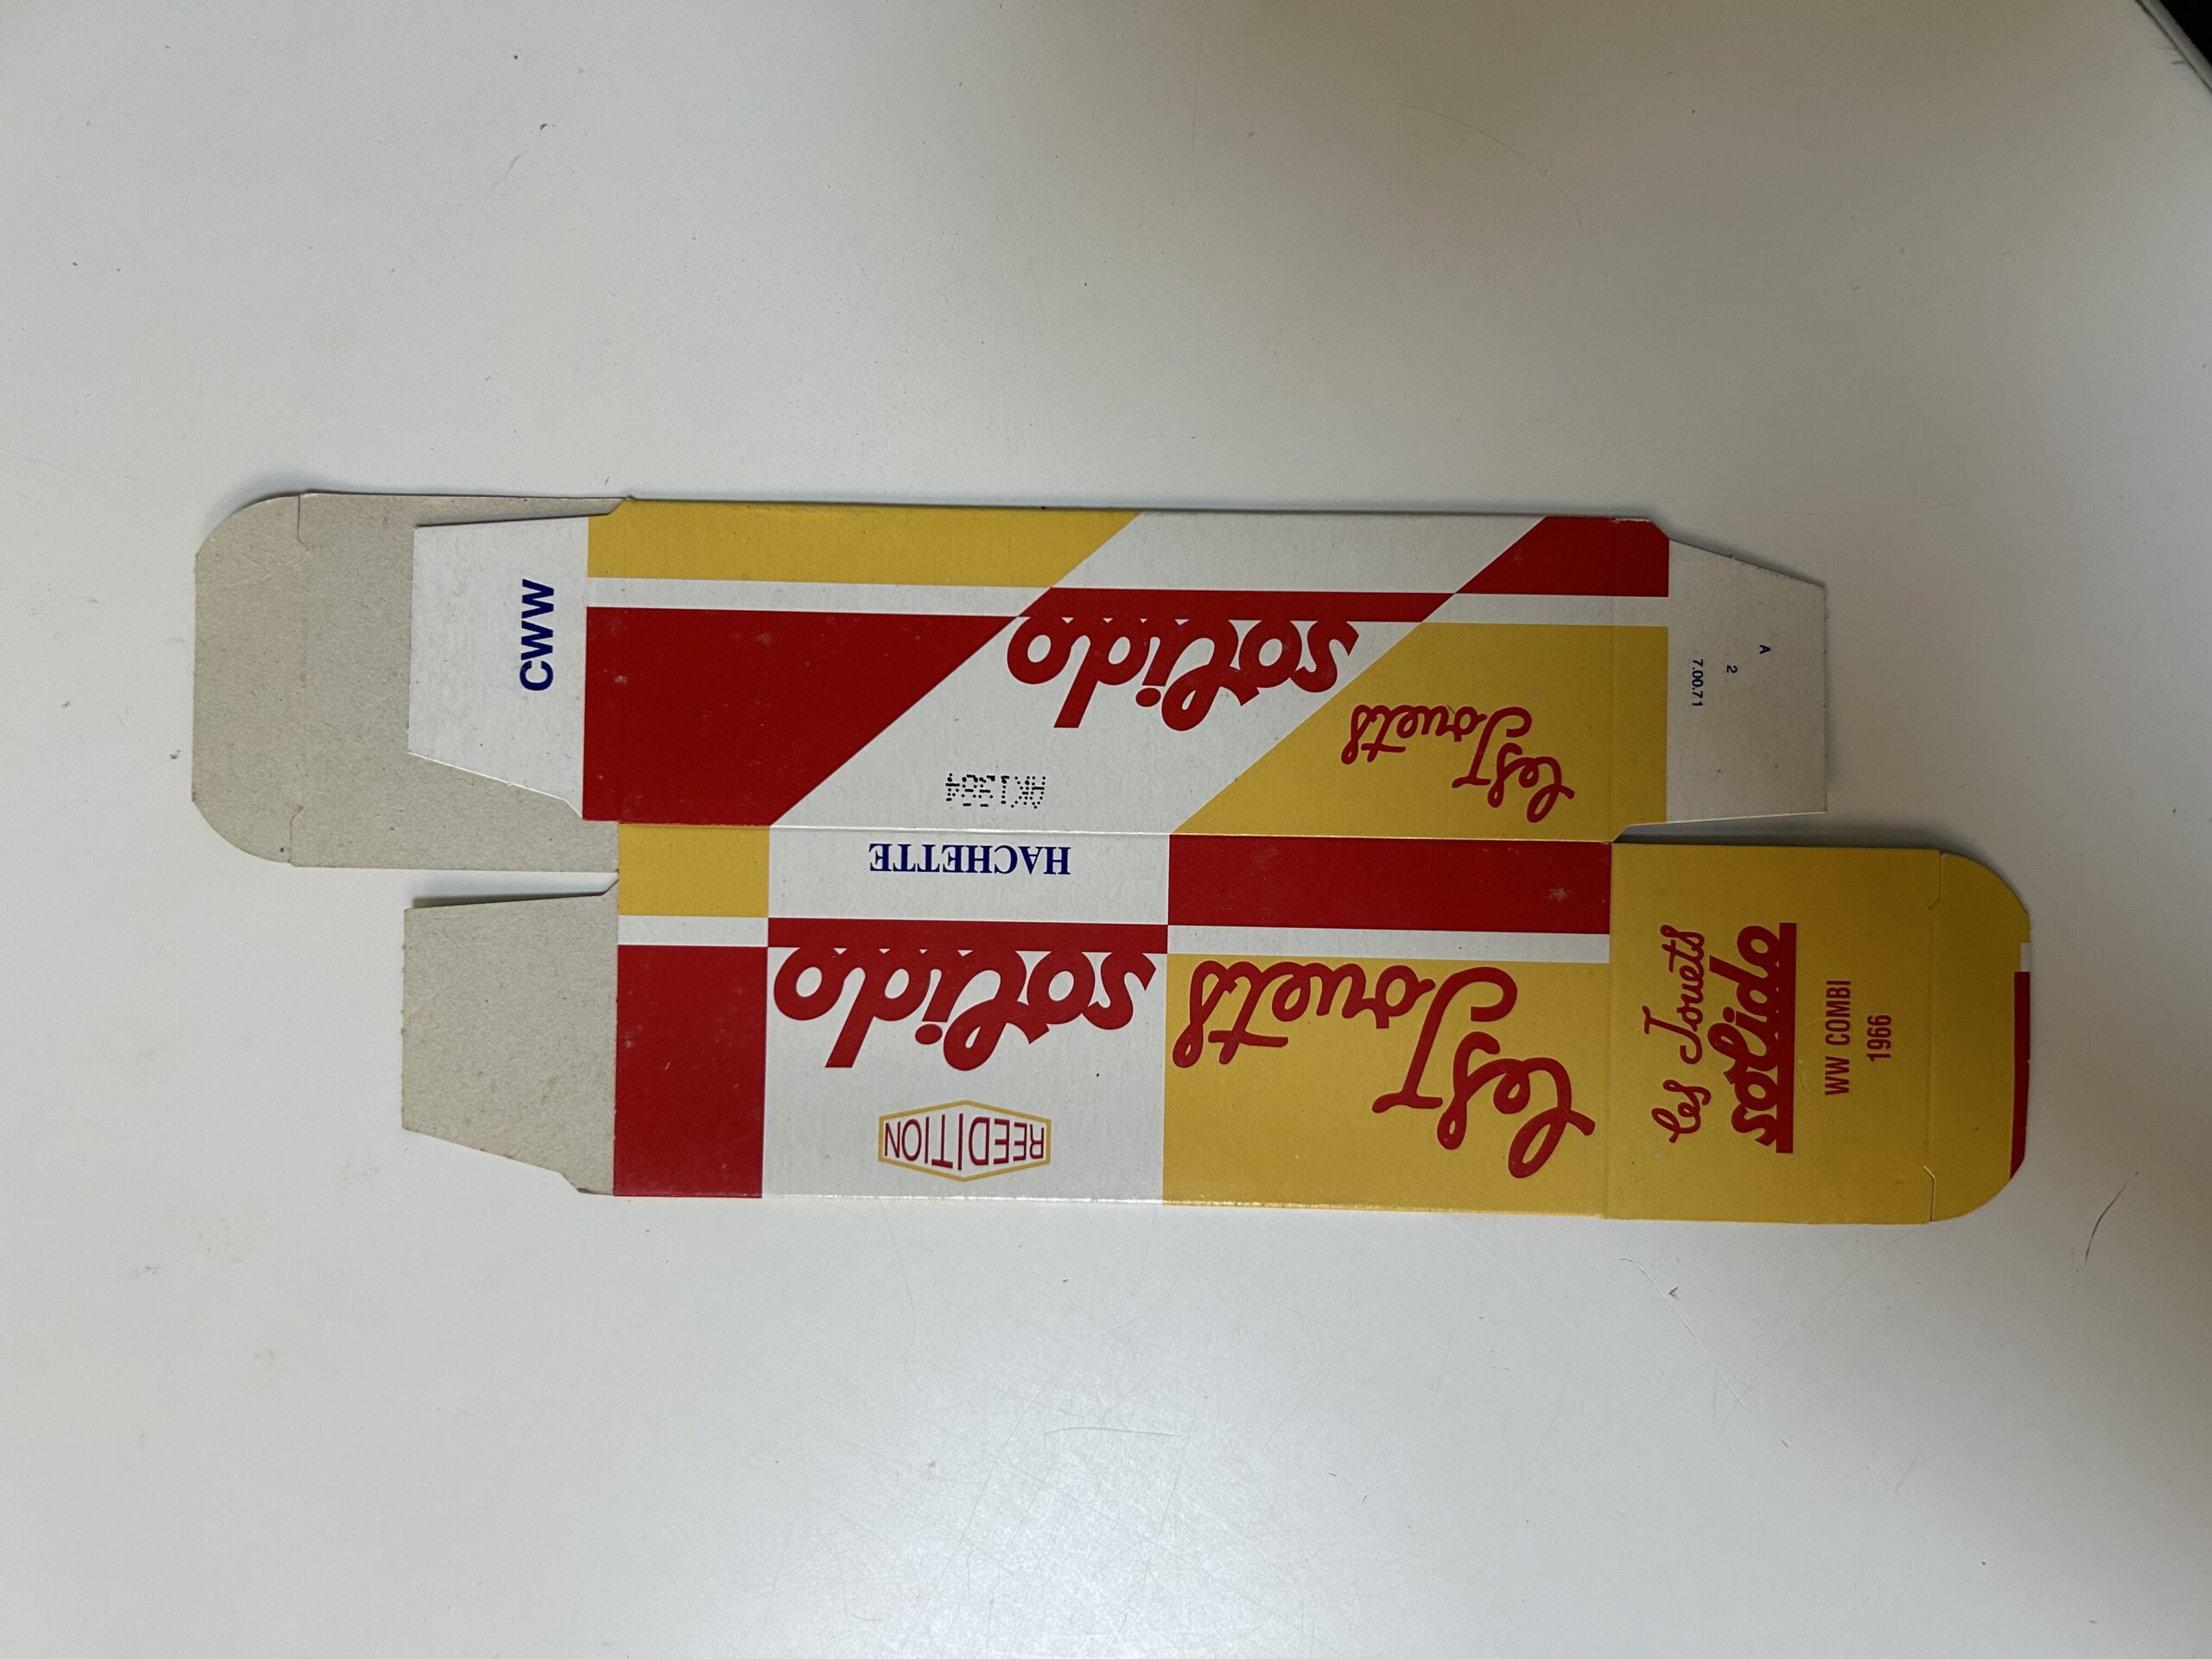 CWW
Les Jouets
solido
AK1984
HACHETTE
Les Jouets
solido
REEDITION
A
2
7.00.71
Les Jouets
solido
WW COMBI
1966